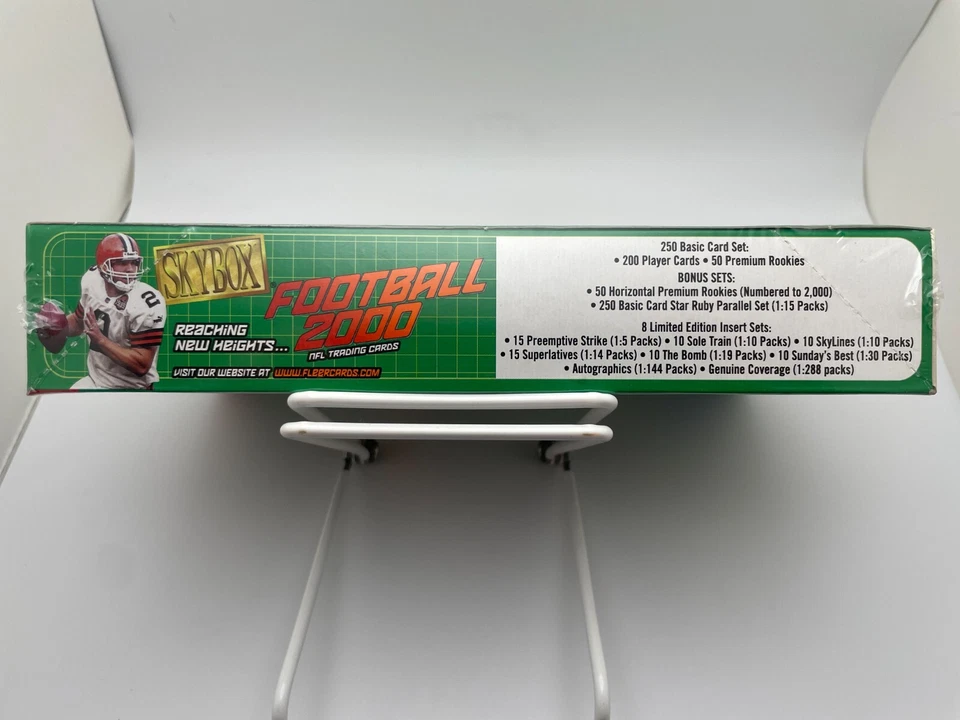 SKYBOX
FOOTBALL
2000
NFL TRADING CARDS
REACHING
NEW HEIGHTS...
VISIT OUR WEBSITE AT WWW.FLEERCARDS.COM
2
250 Basic Card Set:
• 200 Player Cards • 50 Premium Rookies
BONUS SETS:
• 50 Horizontal Premium Rookies (Numbered to 2,000)
• 250 Basic Card Star Ruby Parallel Set (1:15 Packs)
8 Limited Edition Insert Sets:
• 15 Preemptive Strike (1:5 Packs) • 10 Sole Train (1:10 Packs) • 10 SkyLines (1:10 Packs)
• 15 Superlatives (1:14 Packs) • 10 The Bomb (1:19 Packs) • 10 Sunday's Best (1:30 Packs)
• Autographics (1:144 Packs) • Genuine Coverage (1:288 packs)